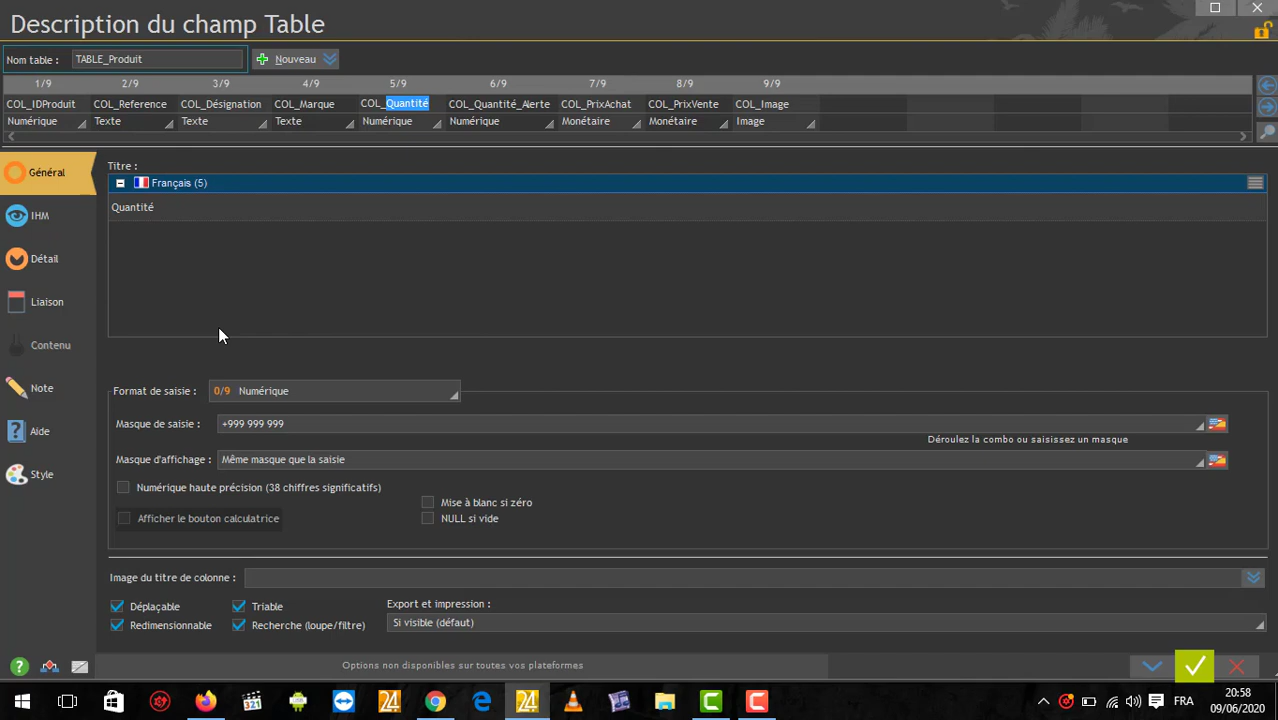 Description du champ Table
Nom table : TABLE_Produit Nouveau
1/9 2/9 3/9 4/9 5/9 6/9 7/9 8/9 9/9
COL_IDProduit COL_Reference COL_Désignation COL_Marque COL_Quantité COL_Quantité_Alerte COL_PrixAchat COL_PrixVente COL_Image
Numérique Texte Texte Texte Numérique Numérique Monétaire Monétaire Image
Général
IHM
Détail
Liaison
Contenu
Note
Aide
Style
Titre :
Français (5)
Quantité
Format de saisie : 0/9 Numérique
Masque de saisie : +999 999 999
Déroulez la combo ou saisissez un masque
Masque d'affichage : Même masque que la saisie
Numérique haute précision (38 chiffres significatifs)
Mise à blanc si zéro
Afficher le bouton calculatrice
NULL si vide
Image du titre de colonne :
Déplaçable Triable
Redimensionnable Recherche (loupe/filtre)
Export et impression :
Si visible (défaut)
Options non disponibles sur toutes vos plateformes
321 24 24 FRA
20:58
09/06/2020